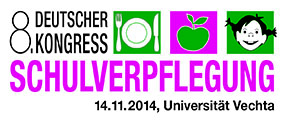 8. DEUTSCHER
KONGRESS
SCHULVERPFLEGUNG
14.11.2014, Universität Vechta